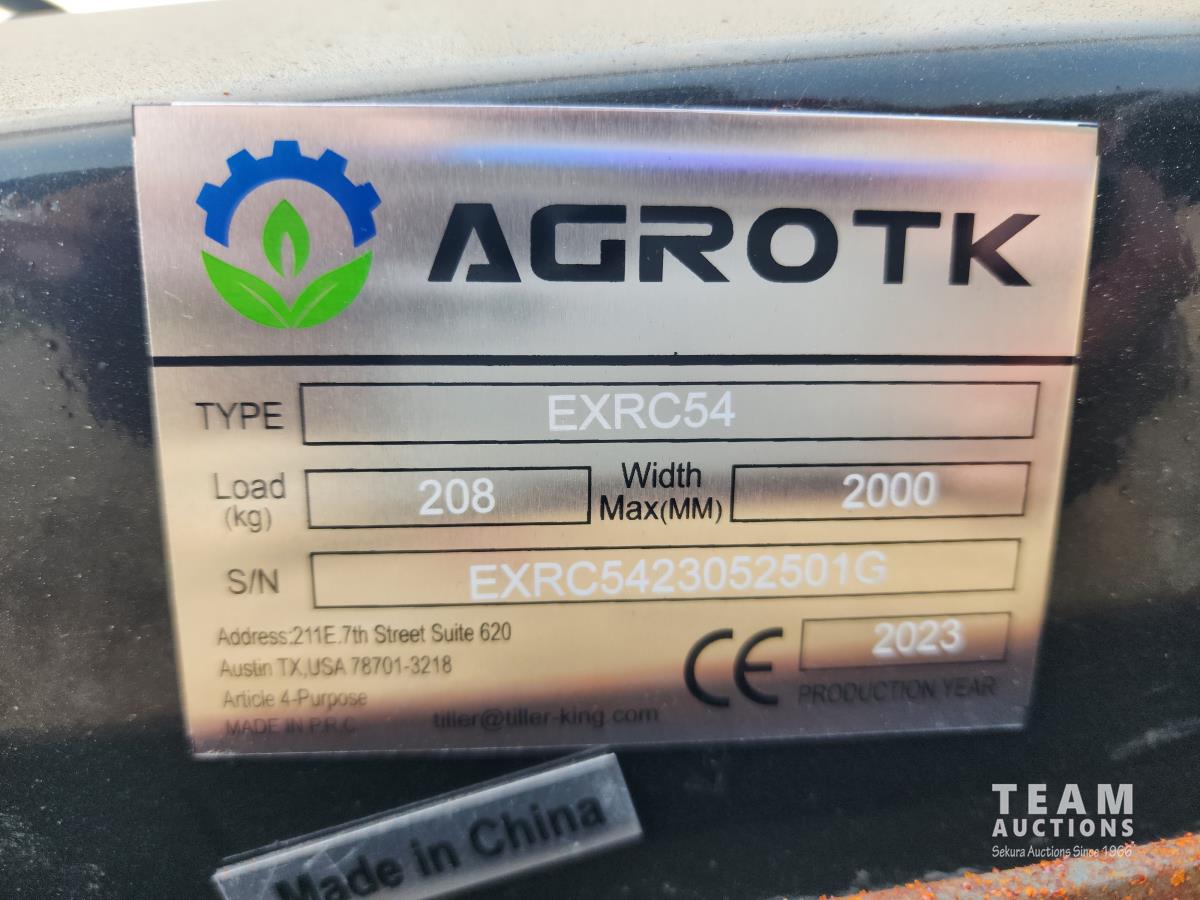 AGROTK
TYPE EXRC54
Load (kg) 208 Width Max(MM) 2000
S/N EXRC5423052501G
Address:211E.7th Street Suite 620
Austin TX,USA 78701-3218
Article 4-Purpose
MADE IN P.R.C
tiller@tiller-king.com
CE 2023
PRODUCTION YEAR
Made in China
TEAM
AUCTIONS
Sekura Auctions Since 1966